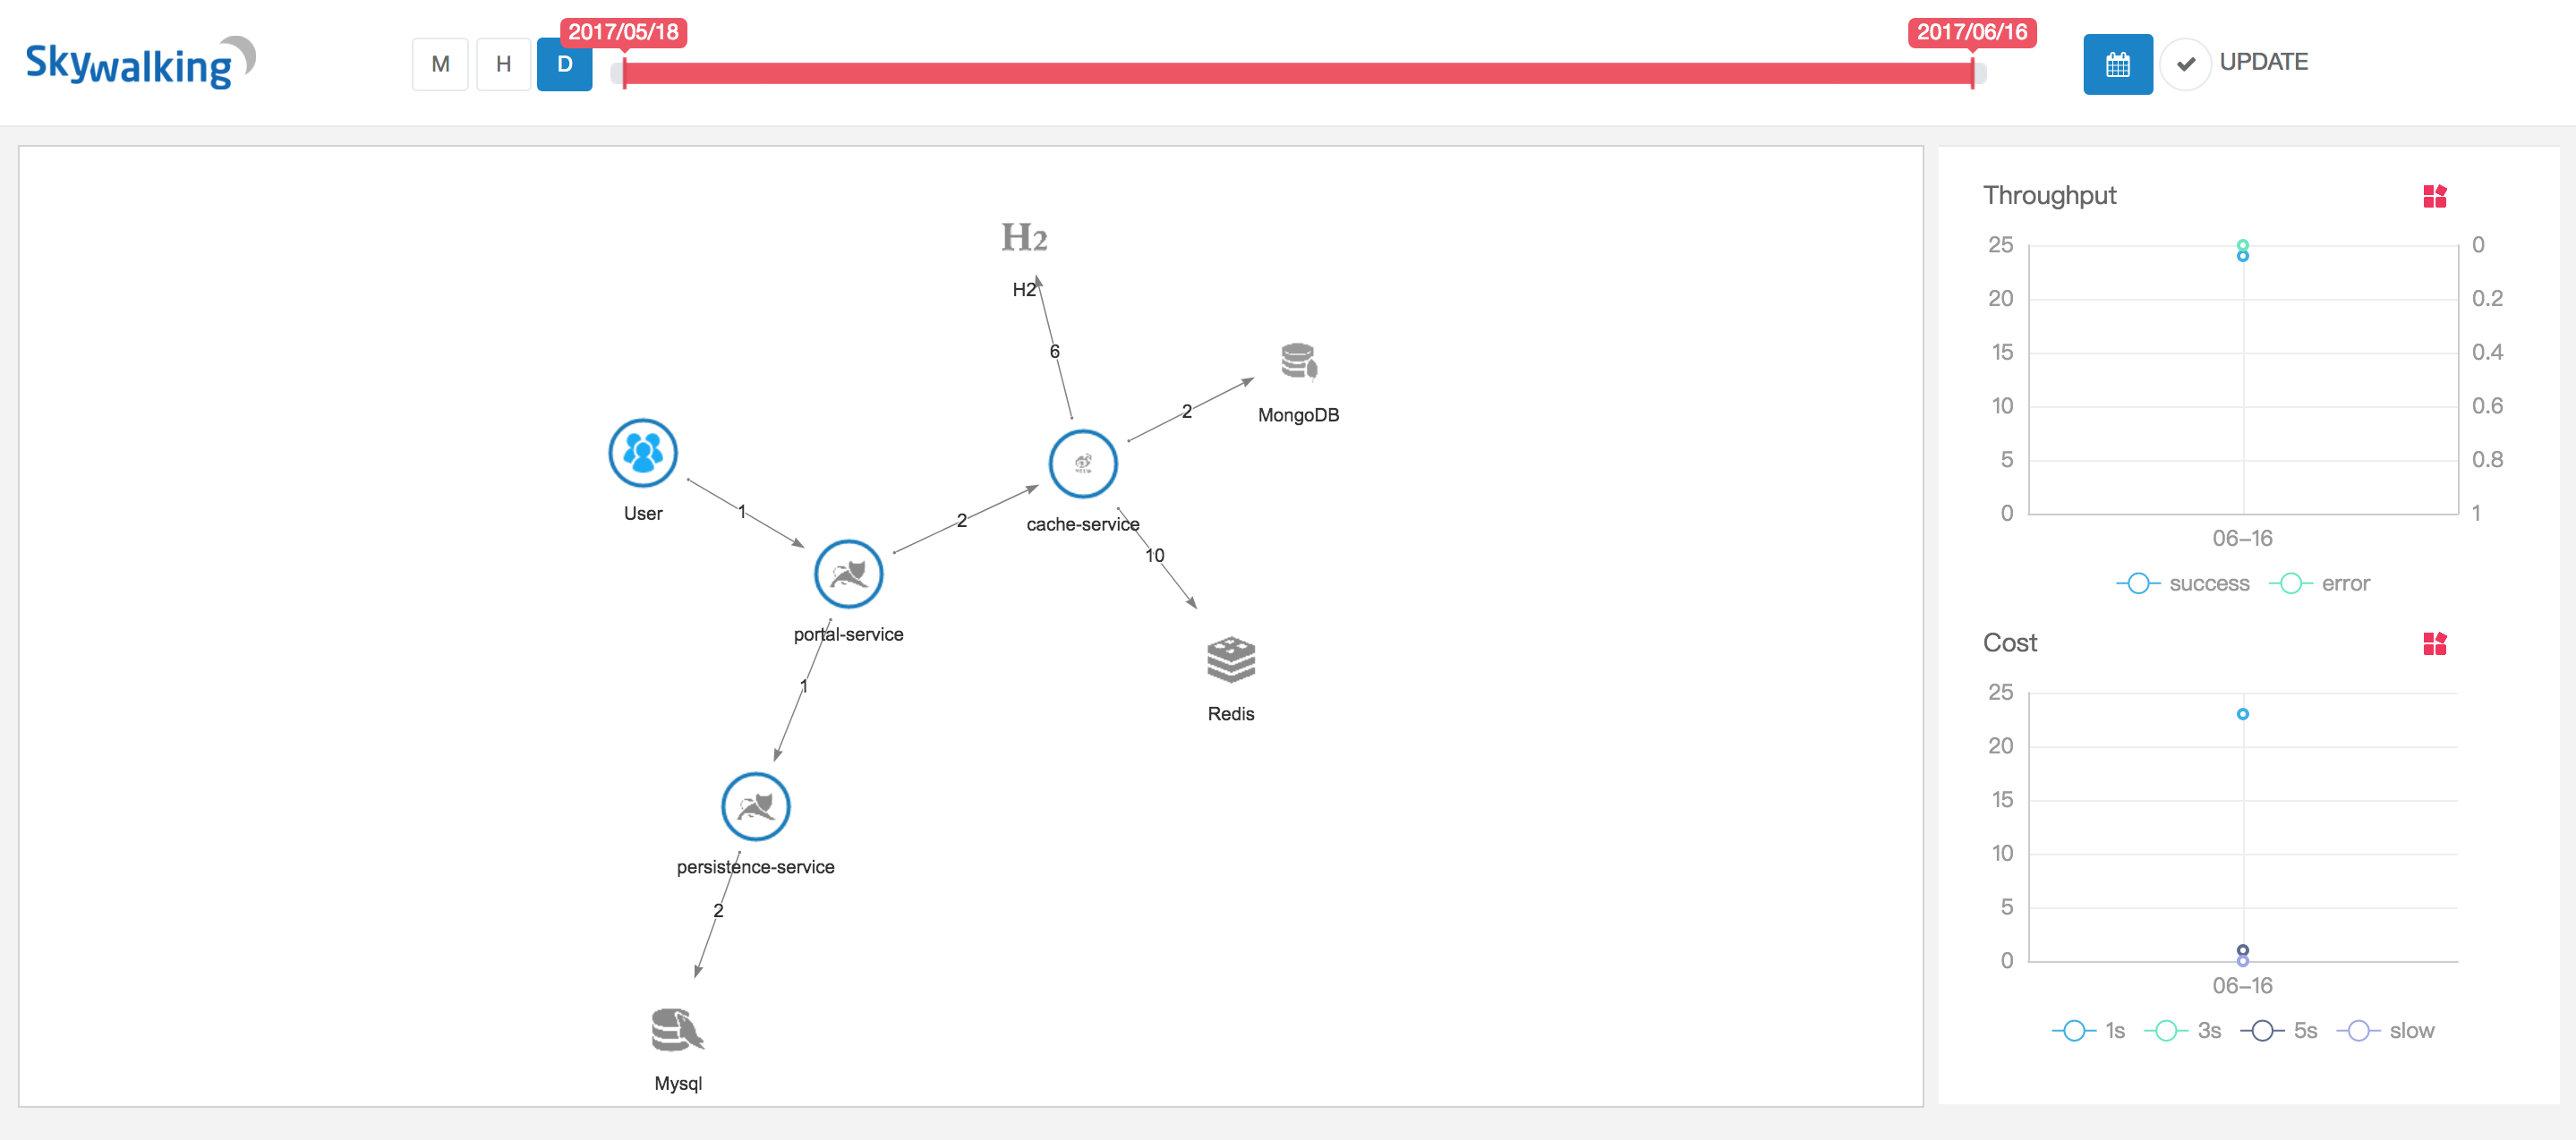 Skywalking
M H D
2017/05/18
2017/06/16
UPDATE
H2
H2
6
MongoDB
2
User
1
cache-service
2
10
portal-service
Redis
1
persistence-service
2
Mysql
Throughput
25 0
20 0.2
15 0.4
10 0.6
5 0.8
0 1
06-16
success error
Cost
25
20
15
10
5
0
06-16
1s 3s 5s slow